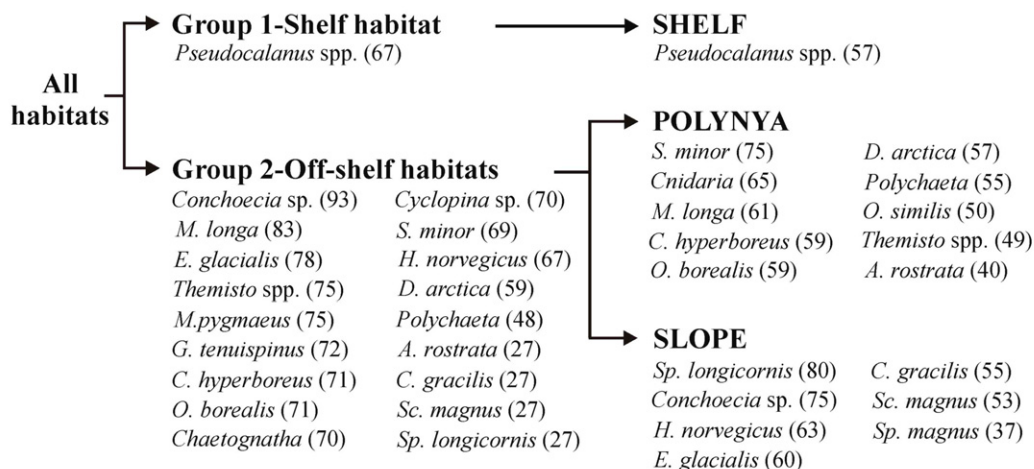 All
habitats
Group 1-Shelf habitat
Pseudocalanus spp. (67)
SHELF
Pseudocalanus spp. (57)
Group 2-Off-shelf habitats
Conchoecia sp. (93)
M. longa (83)
E. glacialis (78)
Themisto spp. (75)
M.pygmaeus (75)
G. tenuispinus (72)
C. hyperboreus (71)
O. borealis (71)
Chaetognatha (70)
Cyclopina sp. (70)
S. minor (69)
H. norvegicus (67)
D. arctica (59)
Polychaeta (48)
A. rostrata (27)
C. gracilis (27)
Sc. magnus (27)
Sp. longicornis (27)
POLYNYA
S. minor (75)
Cnidaria (65)
M. longa (61)
C. hyperboreus (59)
O. borealis (59)
D. arctica (57)
Polychaeta (55)
O. similis (50)
Themisto spp. (49)
A. rostrata (40)
SLOPE
Sp. longicornis (80)
Conchoecia sp. (75)
H. norvegicus (63)
E. glacialis (60)
C. gracilis (55)
Sc. magnus (53)
Sp. magnus (37)